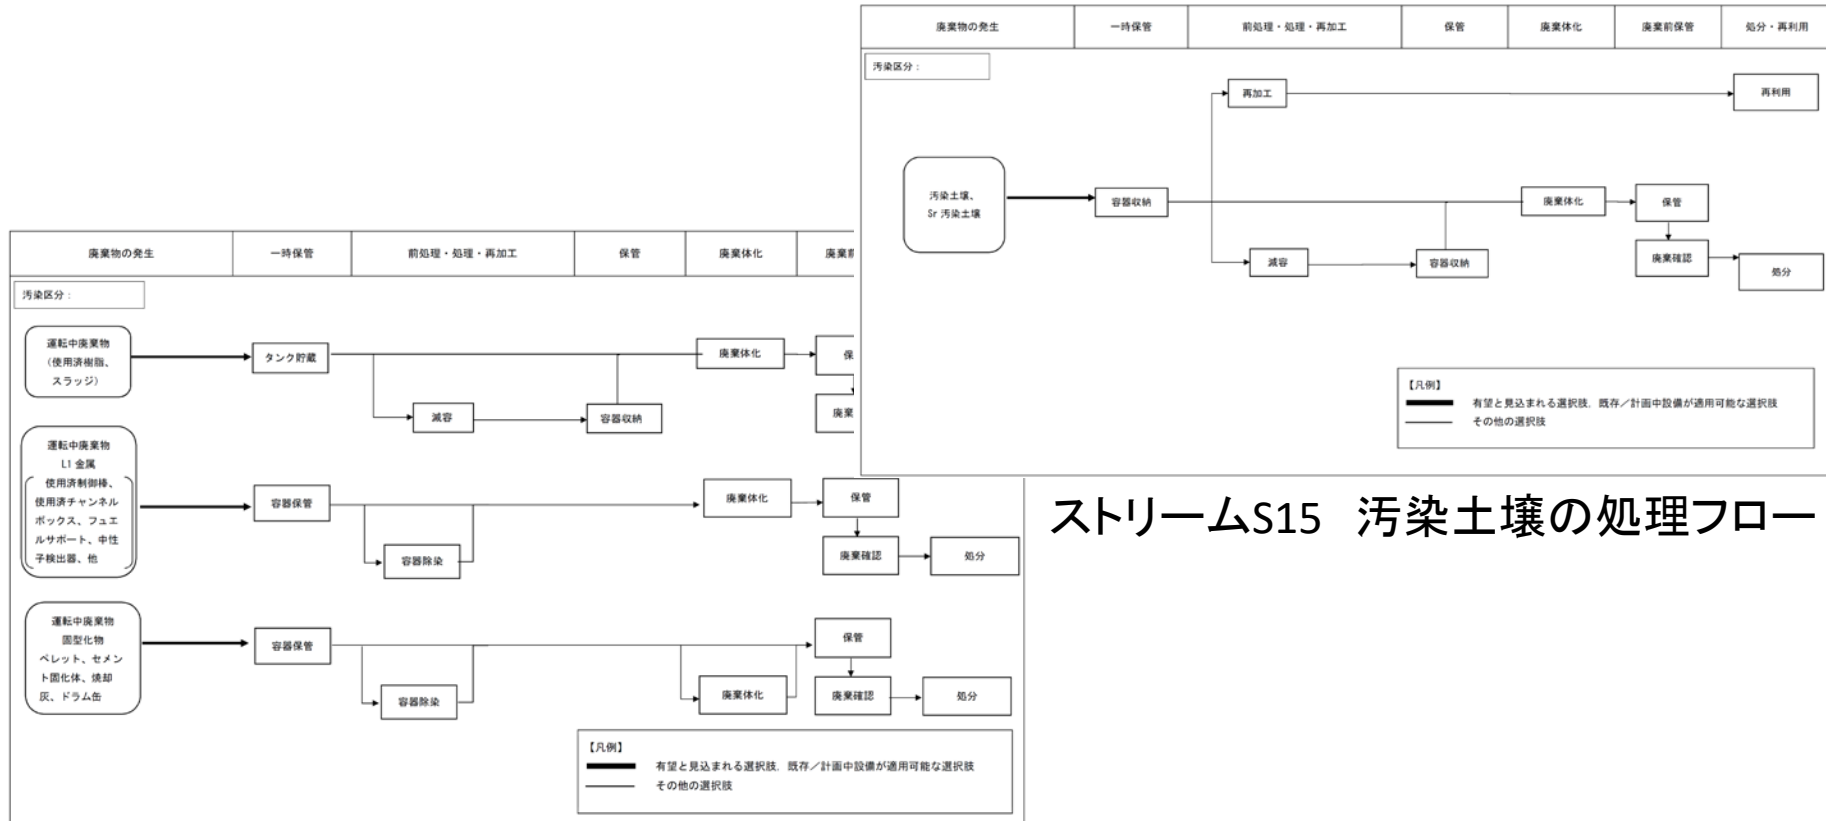 廃棄物の発生
一時保管
前処理・処理・再加工
保管
廃棄体化
廃棄前保管
処分・再利用
汚染区分：
再加工
再利用
汚染土壌、
Sr 汚染土壌
容器収納
廃棄体化
保管
減容
容器収納
廃棄確認
処分
【凡例】
有望と見込まれる選択肢．既存／計画中設備が適用可能な選択肢
その他の選択肢
ストリームS15　汚染土壌の処理フロー
廃棄物の発生
一時保管
前処理・処理・再加工
保管
廃棄体化
廃棄前
汚染区分：
運転中廃棄物
（使用済樹脂、
スラッジ）
タンク貯蔵
廃棄体化
保
減容
容器収納
廃棄
運転中廃棄物
L1 金属
使用済制御棒、
使用済チャンネル
ボックス、フュエ
ルサポート、中性
子検出器、他
容器保管
廃棄体化
保管
容器除染
廃棄確認
処分
運転中廃棄物
固型化物
ペレット、セメン
ト固化体、焼却
灰、ドラム缶
容器保管
保管
容器除染
廃棄体化
廃棄確認
処分
【凡例】
有望と見込まれる選択肢．既存／計画中設備が適用可能な選択肢
その他の選択肢